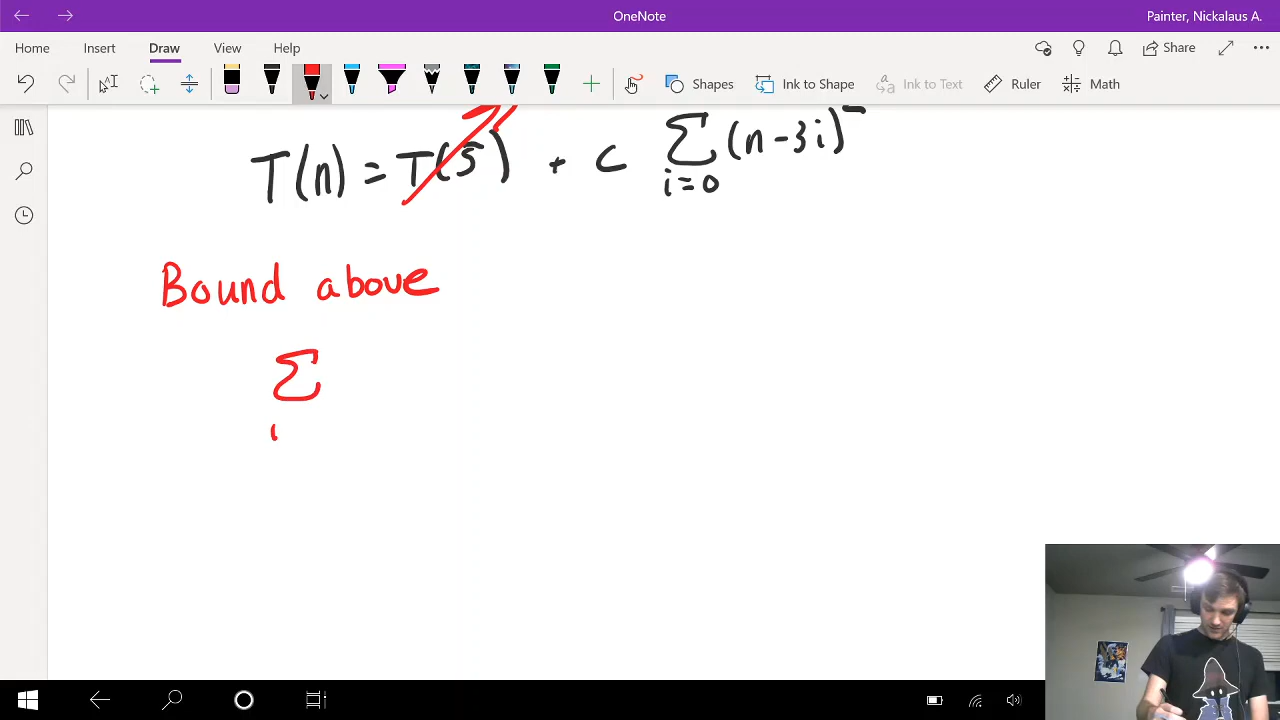 OneNote
Painter, Nickalaus A.
Home Insert Draw View Help Share
Shapes Ink to Shape Ink to Text Ruler Math
T(n) = T(5) + c Σ (n-3i)
i=0
Bound above
Σ